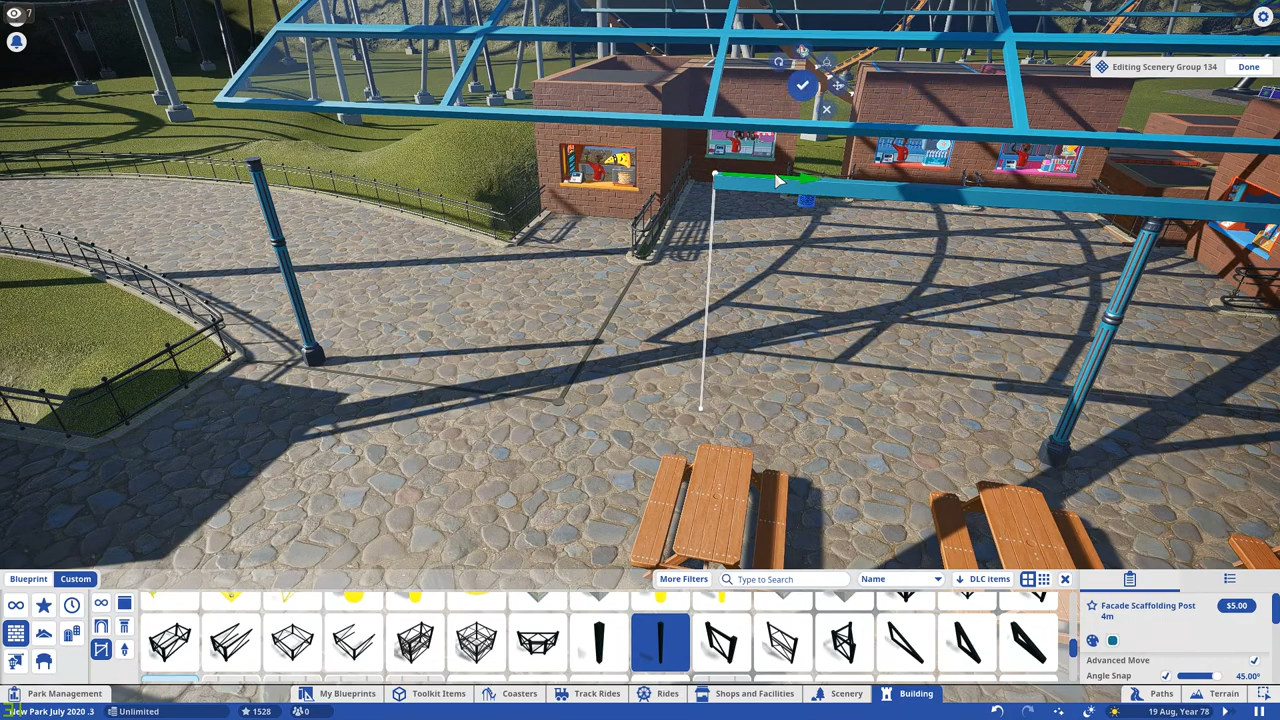 7
Editing Scenery Group 134 Done
Blueprint Custom More Filters Type to Search Name DLC items
Facade Scaffolding Post 4m $5.00
Advanced Move
Angle Snap 45.00°
Park Management My Blueprints Toolkit Items Coasters Track Rides Rides Shops and Facilities Scenery Building Paths Terrain
New Park July 2020 .3 Unlimited 1528 0 19 Aug, Year 78